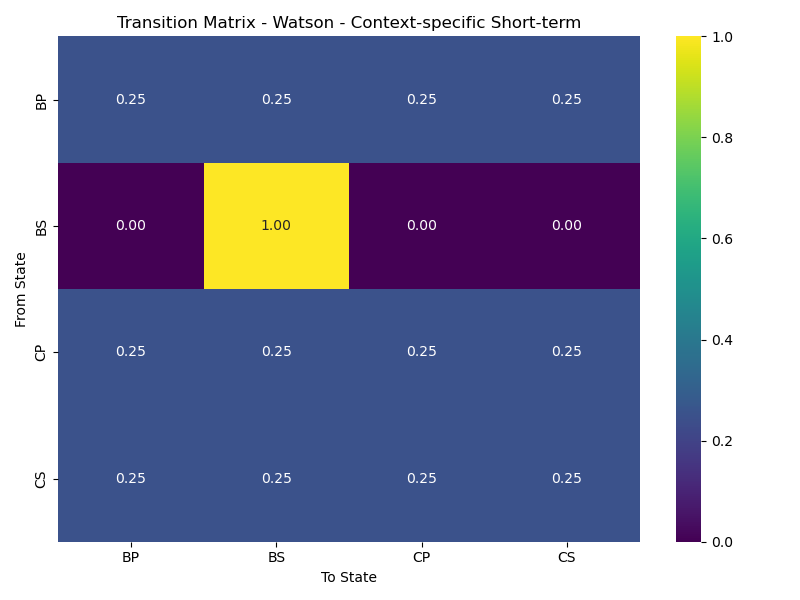 Transition Matrix - Watson - Context-specific Short-term
BP 0.25 0.25 0.25 0.25
BS 0.00 1.00 0.00 0.00
CP 0.25 0.25 0.25 0.25
CS 0.25 0.25 0.25 0.25
BP BS CP CS
To State
From State
1.0
0.8
0.6
0.4
0.2
0.0